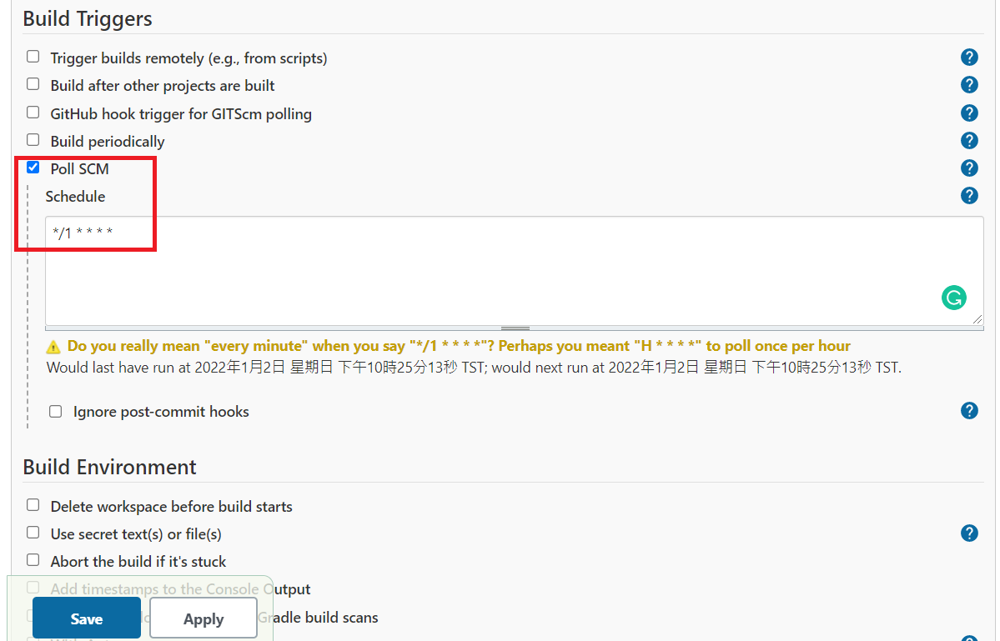 Build Triggers
Trigger builds remotely (e.g., from scripts)
Build after other projects are built
GitHub hook trigger for GITScm polling
Build periodically
Poll SCM
Schedule
*/1 * * * *
Do you really mean "every minute" when you say "*/1 * * * *"? Perhaps you meant "H * * * *" to poll once per hour
Would last have run at 2022年1月2日 星期日 下午10時25分13秒 TST; would next run at 2022年1月2日 星期日 下午10時25分13秒 TST.
Ignore post-commit hooks
Build Environment
Delete workspace before build starts
Use secret text(s) or file(s)
Abort the build if it's stuck
Add timestamps to the Console Output
Gradle build scans
Save
Apply